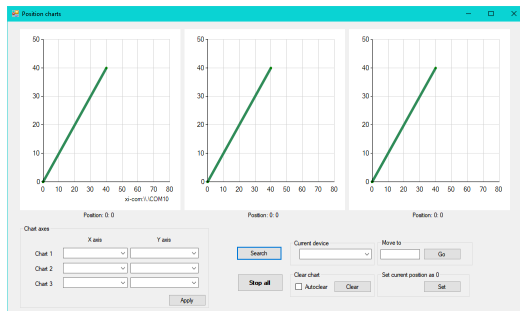 Position charts
50 50 50
40 40 40
30 30 30
20 20 20
10 10 10
0 0 0
0 10 20 30 40 50 60 70 80 0 10 20 30 40 50 60 70 80 0 10 20 30 40 50 60 70 80
xi-com:\\.\COM10
Position: 0: 0 Position: 0: 0 Position: 0: 0
Chart axes
X axis Y axis
Chart 1
Chart 2
Chart 3
Apply
Search
Stop all
Current device
Move to
Go
Clear chart
Autoclear Clear
Set current position as 0
Set